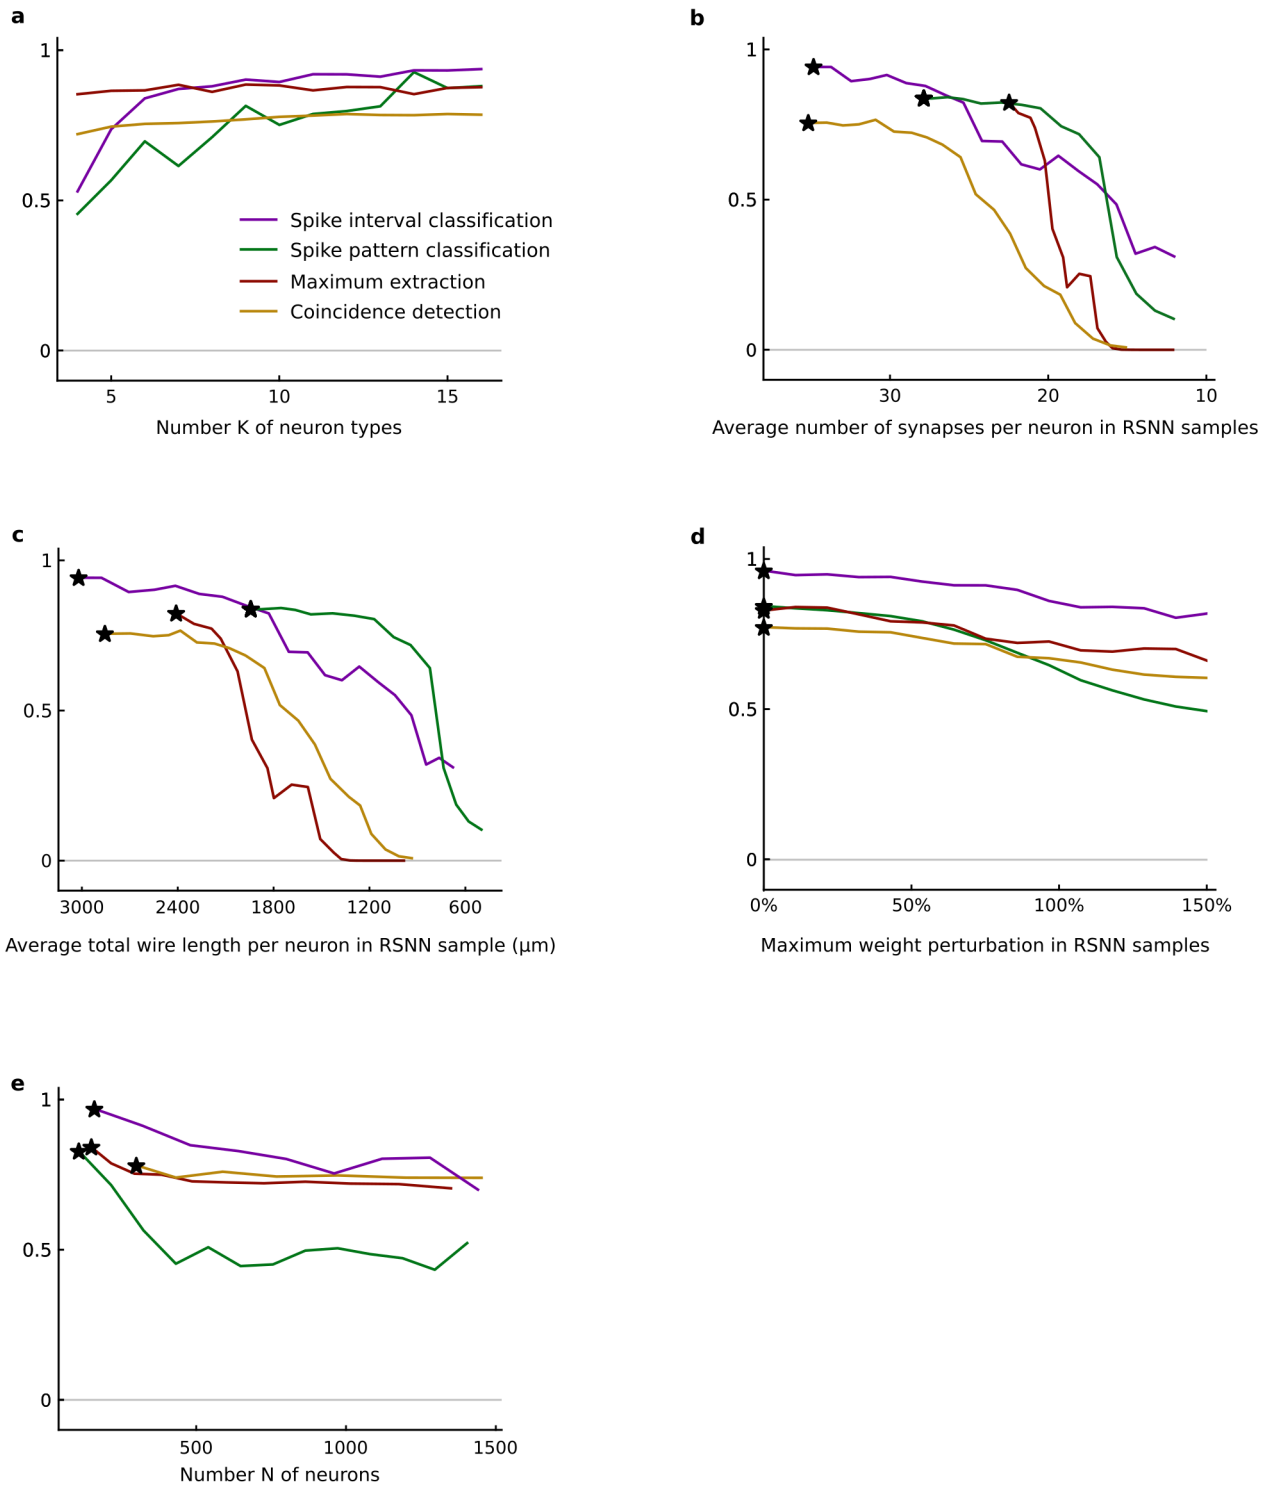 a
1
0.5
0
5
10
15
Number K of neuron types
Spike interval classification
Spike pattern classification
Maximum extraction
Coincidence detection
b
1
0.5
0
30
20
10
Average number of synapses per neuron in RSNN samples
c
1
0.5
0
3000
2400
1800
1200
600
Average total wire length per neuron in RSNN sample (μm)
d
1
0.5
0
0%
50%
100%
150%
Maximum weight perturbation in RSNN samples
e
1
0.5
0
500
1000
1500
Number N of neurons